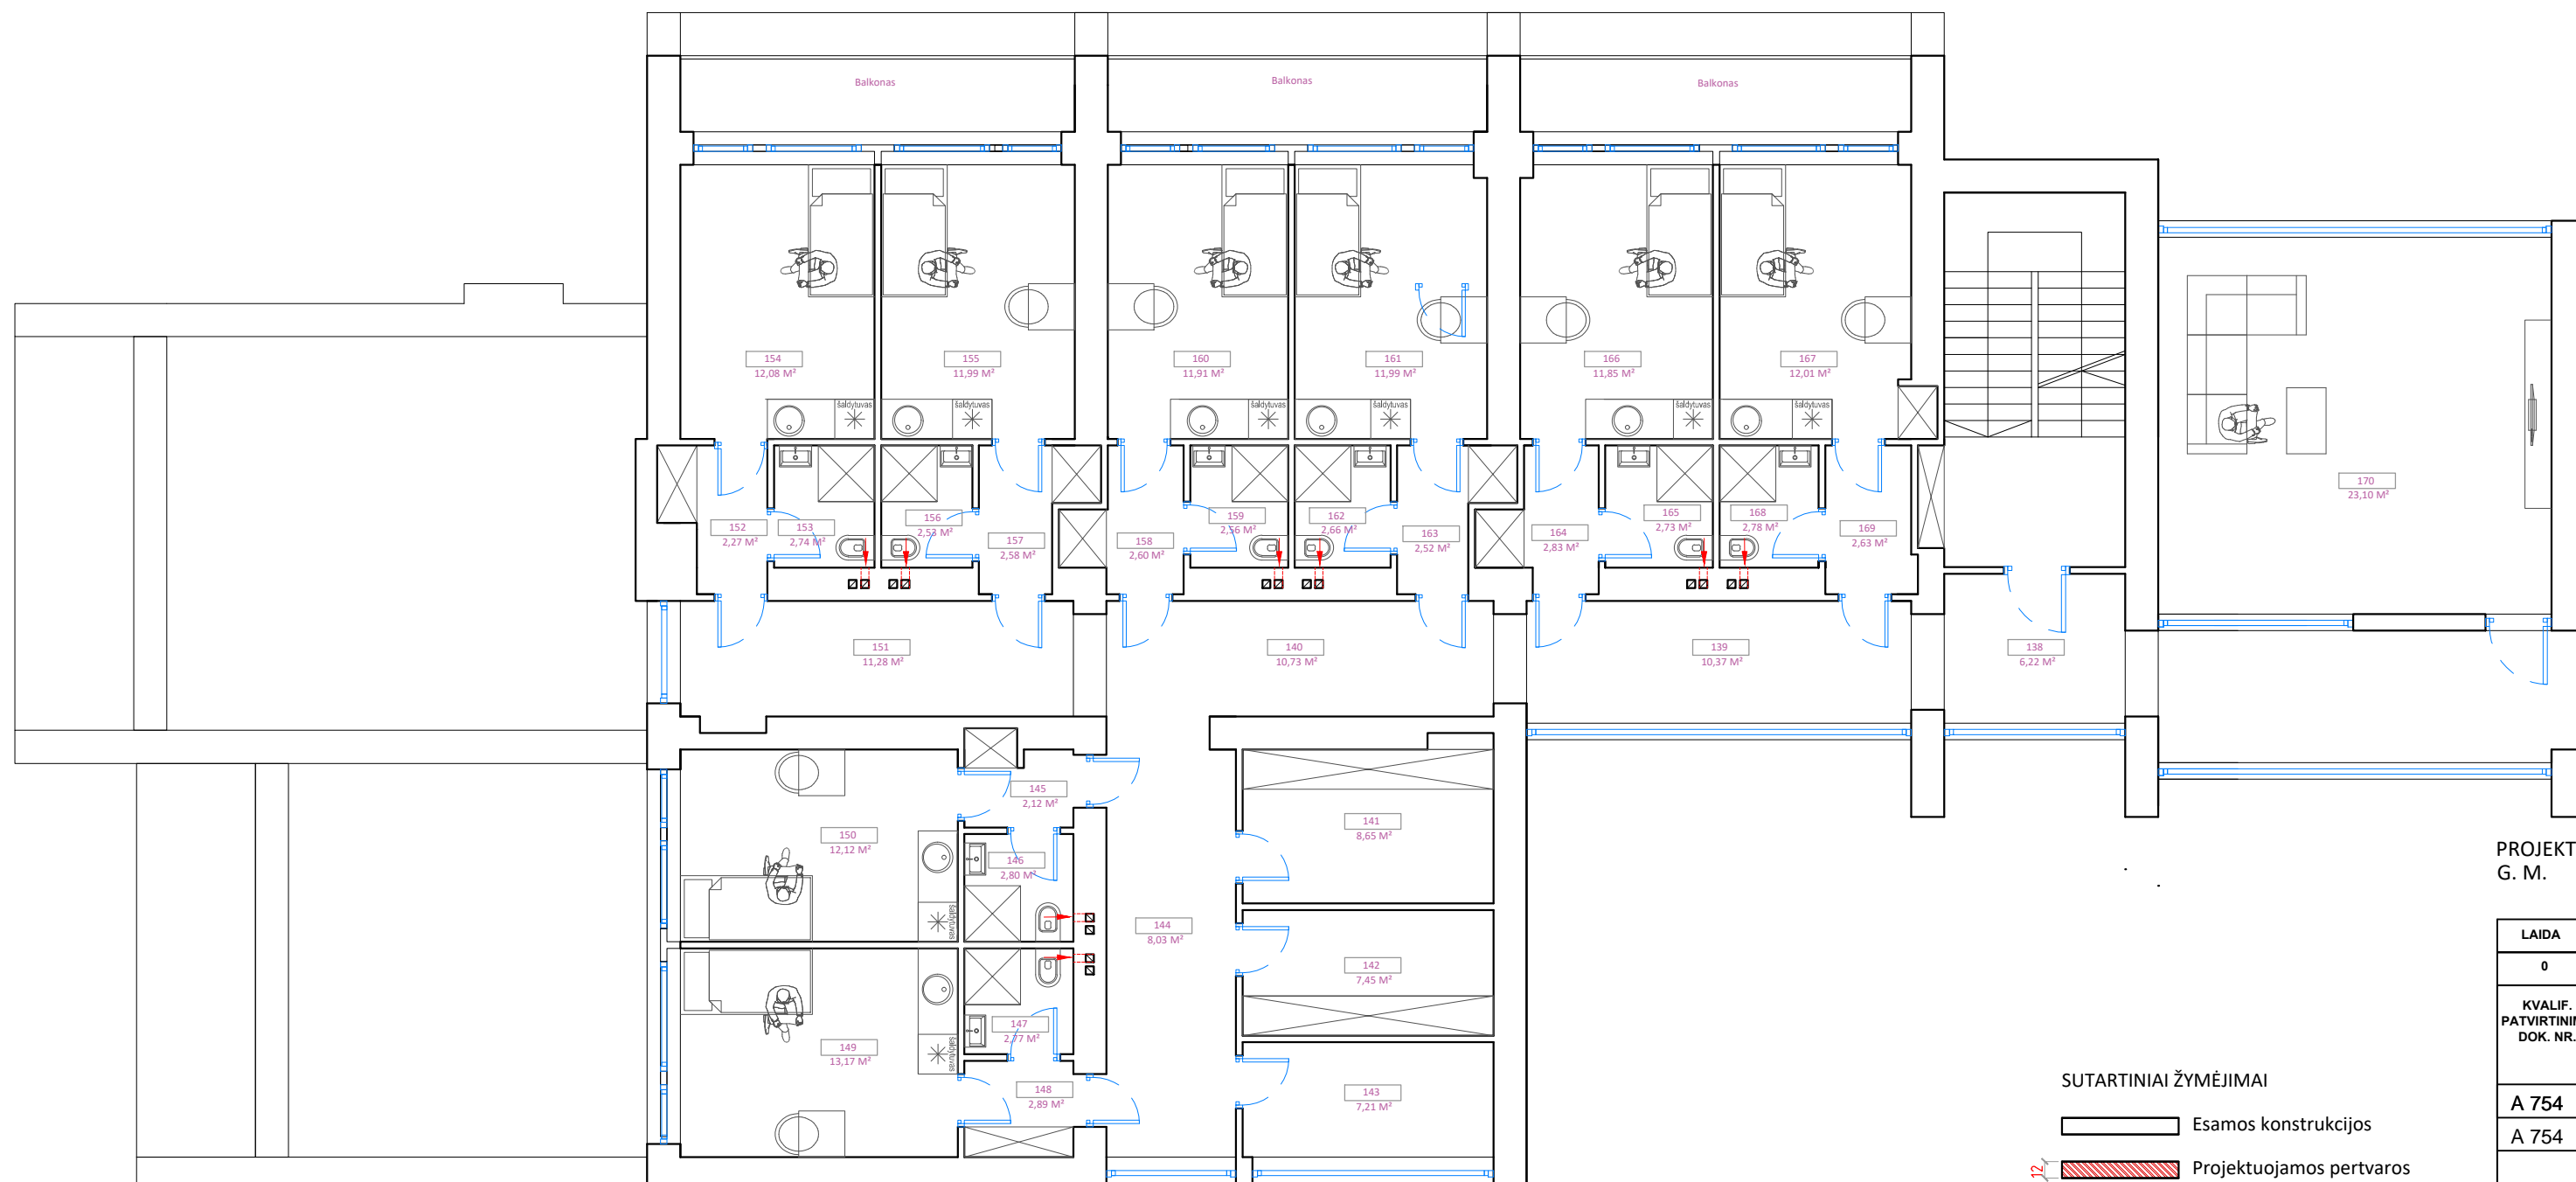 Balkonas
Balkonas
Balkonas
154
12,08 M²
155
11,99 M²
160
11,91 M²
161
11,99 M²
166
11,85 M²
167
12,01 M²
šaldytuvas
šaldytuvas
šaldytuvas
šaldytuvas
šaldytuvas
šaldytuvas
170
23,10 M²
152
2,27 M²
153
2,74 M²
156
2,53 M²
157
2,58 M²
158
2,60 M²
159
2,56 M²
162
2,66 M²
163
2,52 M²
164
2,83 M²
165
2,73 M²
168
2,78 M²
169
2,63 M²
151
11,28 M²
140
10,73 M²
139
10,37 M²
138
6,22 M²
145
2,12 M²
150
12,12 M²
146
2,80 M²
šaldytuvas
141
8,65 M²
144
8,03 M²
142
7,45 M²
147
2,77 M²
149
13,17 M²
šaldytuvas
148
2,89 M²
143
7,21 M²
PROJEKT
G. M.
LAIDA
0
KVALIF.
PATVIRTINI
DOK. NR.
A 754
A 754
SUTARTINIAI ŽYMĖJIMAI
Esamos konstrukcijos
12
Projektuojamos pertvaros